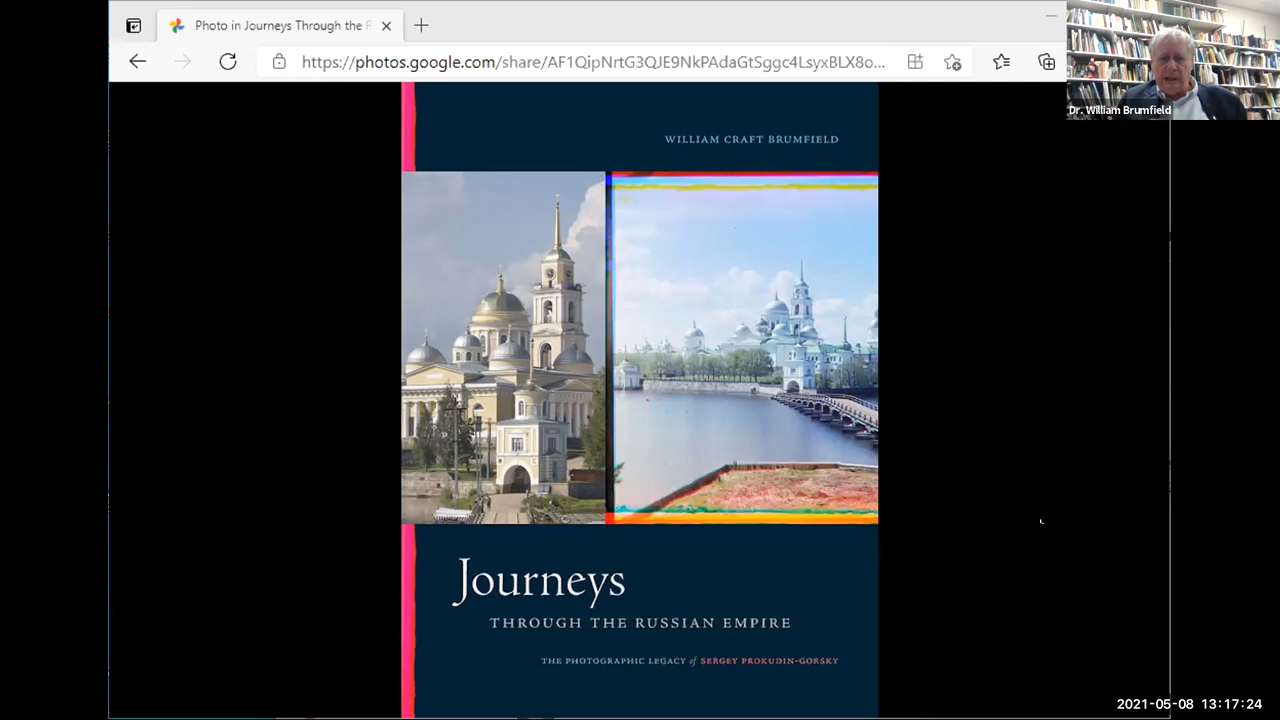 Photo in Journeys Through the R
https://photos.google.com/share/AF1QipNrtG3QJE9NkPAdaGtSggc4LsyxBLX8o...
Dr. William Brumfield
WILLIAM CRAFT BRUMFIELD
Journeys
THROUGH THE RUSSIAN EMPIRE
THE PHOTOGRAPHIC LEGACY of SERGEY PROKUDIN-GORSKY
2021-05-08 13:17:24